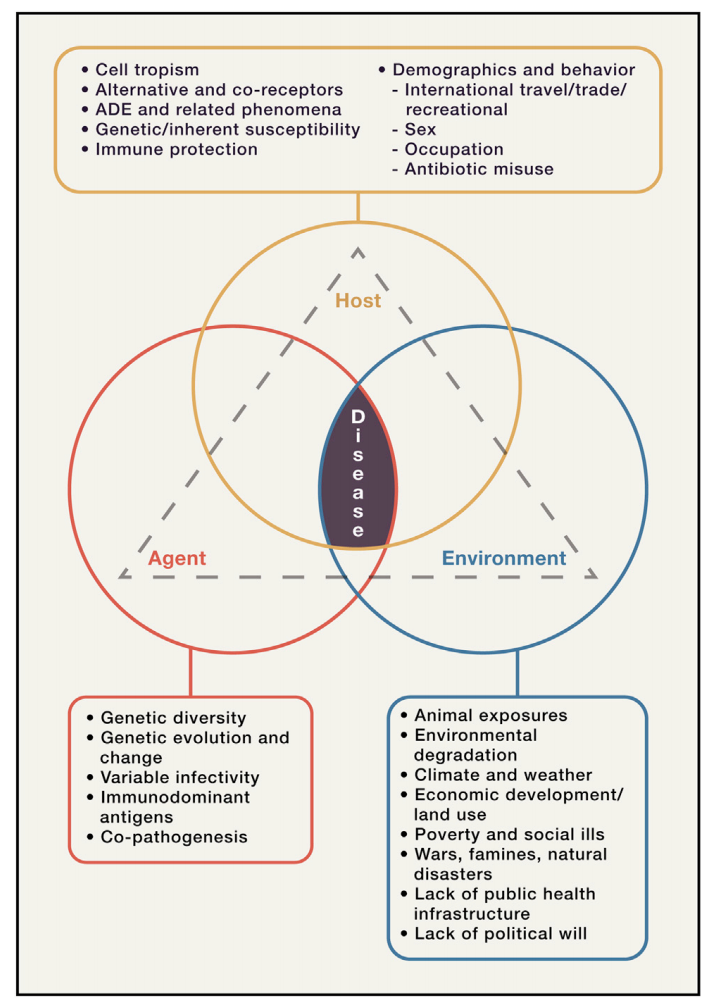 • Cell tropism
• Alternative and co-receptors
• ADE and related phenomena
• Genetic/inherent susceptibility
• Immune protection
• Demographics and behavior
- International travel/trade/
recreational
- Sex
- Occupation
- Antibiotic misuse
Host
Disease
Agent
Environment
• Genetic diversity
• Genetic evolution and
change
• Variable infectivity
• Immunodominant
antigens
• Co-pathogenesis
• Animal exposures
• Environmental
degradation
• Climate and weather
• Economic development/
land use
• Poverty and social ills
• Wars, famines, natural
disasters
• Lack of public health
infrastructure
• Lack of political will